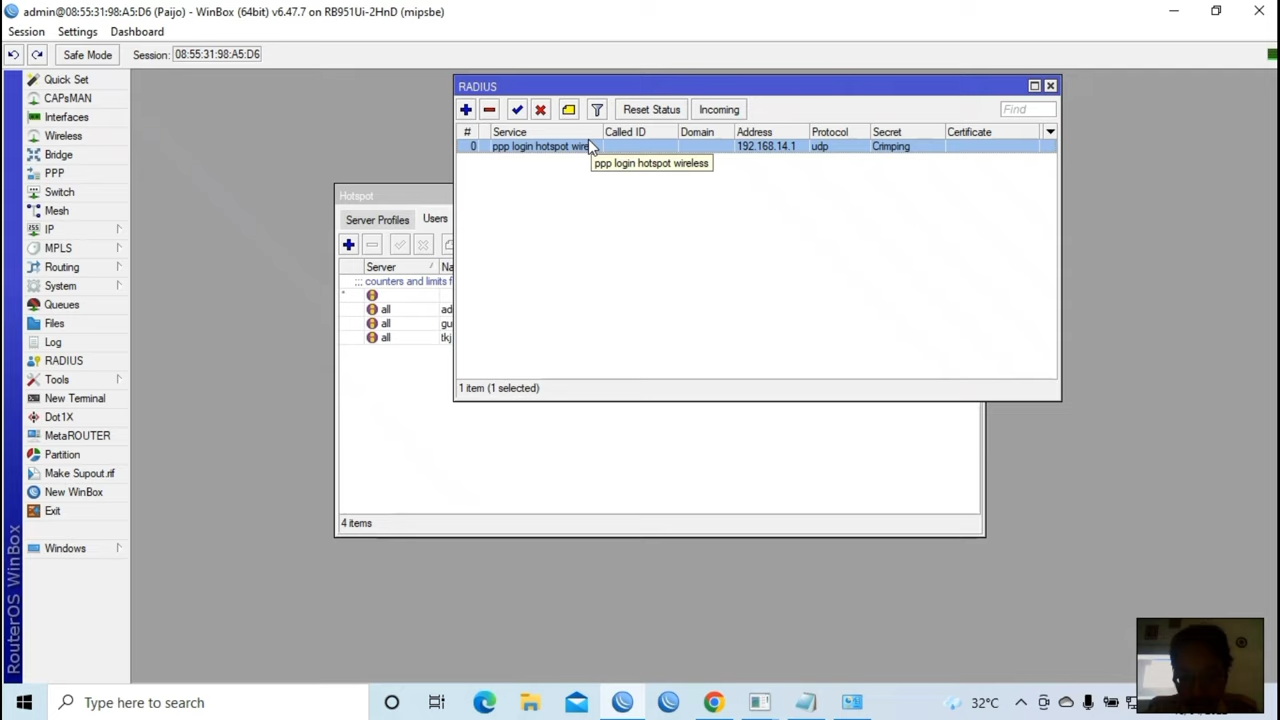 admin@08:55:31:98:A5:D6 (Paijo) - WinBox (64bit) v6.47.7 on RB951Ui-2HnD (mipsbe)
Session Settings Dashboard
Safe Mode Session: 08:55:31:98:A5:D6
Quick Set
CAPsMAN
Interfaces
Wireless
Bridge
PPP
Switch
Mesh
IP
MPLS
Routing
System
Queues
Files
Log
RADIUS
Tools
New Terminal
Dot1X
MetaROUTER
Partition
Make Supout.rif
New WinBox
Exit
Windows
RouterOS WinBox
RADIUS
Reset Status Incoming Find
# Service Called ID Domain Address Protocol Secret Certificate
0 ppp login hotspot wire 192.168.14.1 udp Crimping
ppp login hotspot wireless
1 item (1 selected)
Hotspot
Server Profiles Users
Server / Na
::: counters and limits f
*
all ad
all gu
all tkj
4 items
Type here to search
32°C